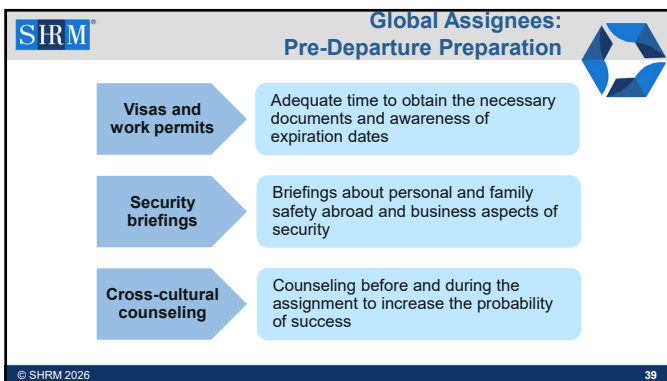 SHRM®
Global Assignees:
Pre-Departure Preparation
Visas and
work permits
Adequate time to obtain the necessary
documents and awareness of
expiration dates
Security
briefings
Briefings about personal and family
safety abroad and business aspects of
security
Cross-cultural
counseling
Counseling before and during the
assignment to increase the probability
of success
© SHRM 2026
39